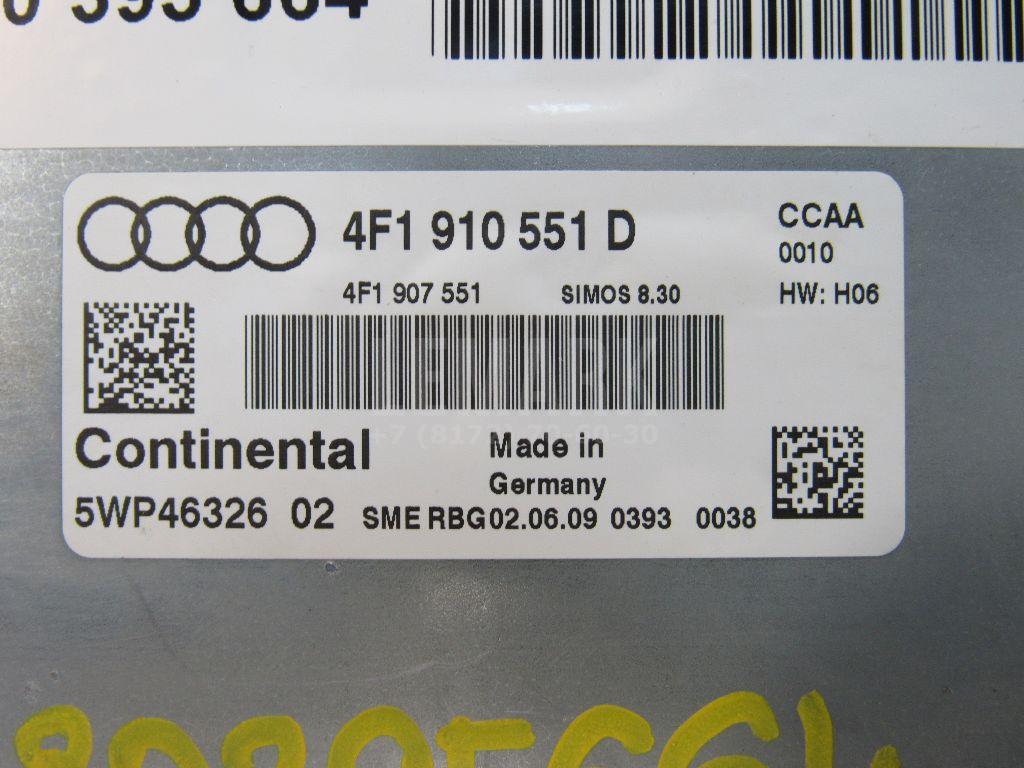 4F1 910 551 D
CCAA
0010
4F1 907 551 SIMOS 8.30 HW: H06
Continental
Made in
Germany
5WP46326 02 SME RBG02.06.09 0393 0038